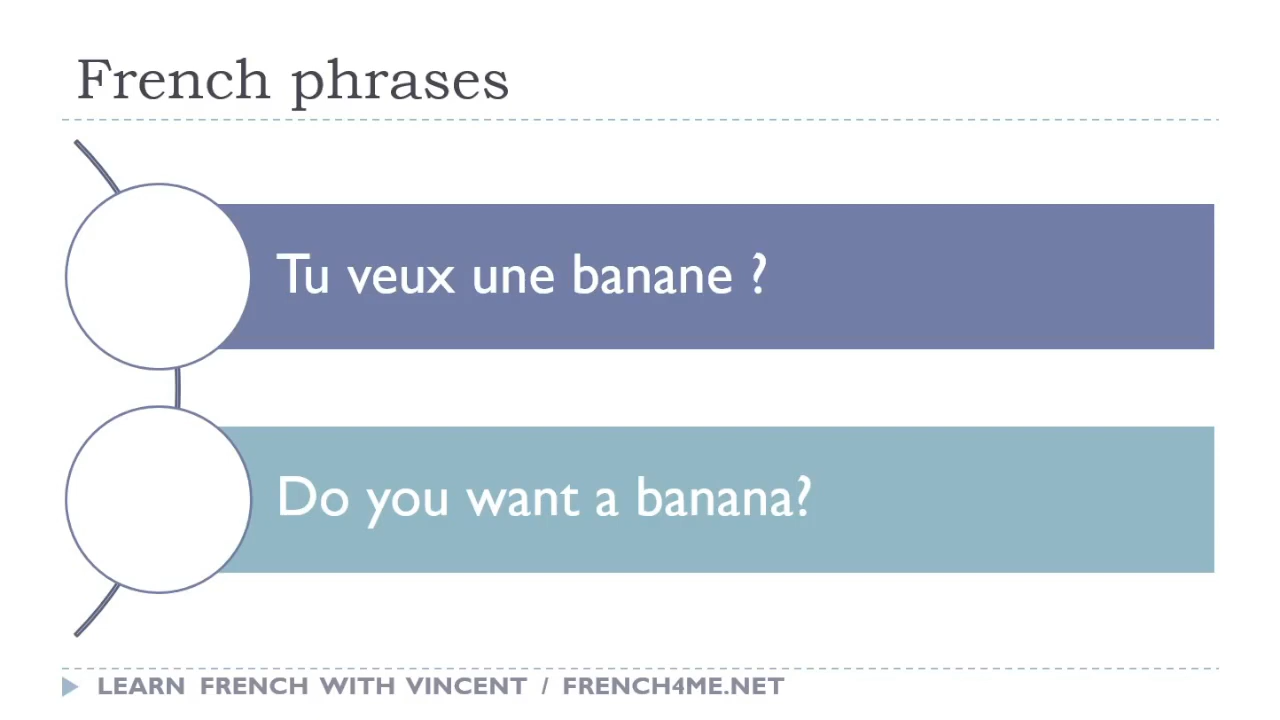 French phrases
Tu veux une banane ?
Do you want a banana?
LEARN FRENCH WITH VINCENT / FRENCH4ME.NET